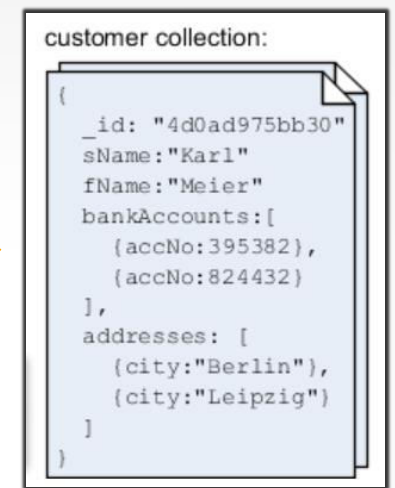 customer collection:
{
_id: "4d0ad975bb30"
sName:"Karl"
fName:"Meier"
bankAccounts:[
{accNo:395382},
{accNo:824432}
],
addresses: [
{city:"Berlin"},
{city:"Leipzig"}
]
}